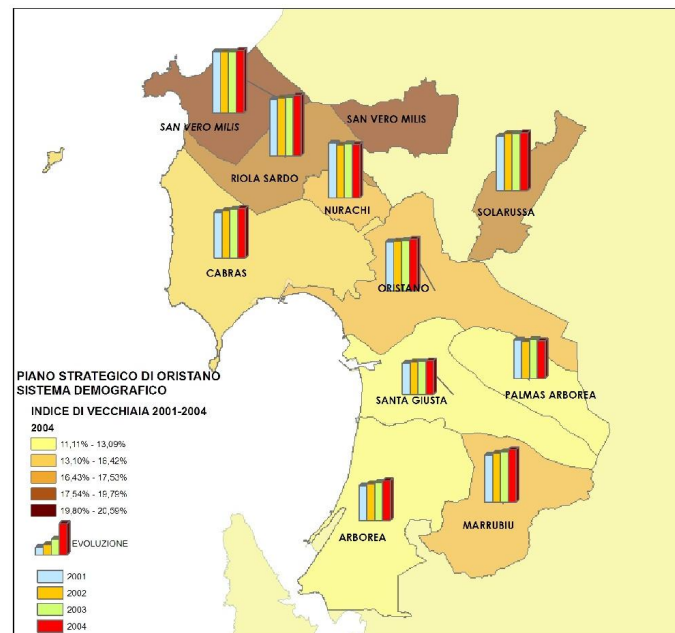 SAN VERO MILIS
SAN VERO MILIS
RIOLA SARDO
NURACHI
SOLARUSSA
CABRAS
ORISTANO
SANTA GIUSTA
PALMAS ARBOREA
ARBOREA
MARRUBIU
PIANO STRATEGICO DI ORISTANO
SISTEMA DEMOGRAFICO
INDICE DI VECCHIAIA 2001-2004
2004
11,11% - 13,09%
13,10% - 16,42%
16,43% - 17,53%
17,54% - 19,79%
19,80% - 20,59%
EVOLUZIONE
2001
2002
2003
2004